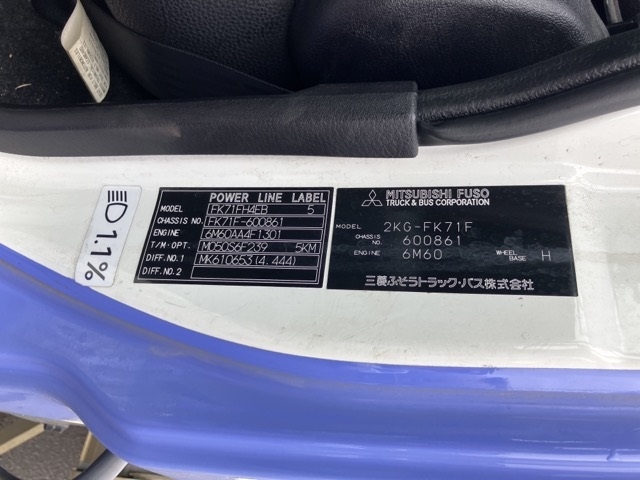 1.1%
POWER LINE LABEL
MODEL FK71FH4EB 5
CHASSIS NO. FK71F-600861
ENGINE 6M60AA4F1301
T/M·OPT. M050S6F239 5KM
DIFF. NO.1 MK610653(4.444)
DIFF. NO.2
MITSUBISHI FUSO
TRUCK & BUS CORPORATION
MODEL 2KG-FK71F
CHASSIS NO. 600861
ENGINE 6M60 WHEEL BASE H
三菱ふそうトラック・バス株式会社